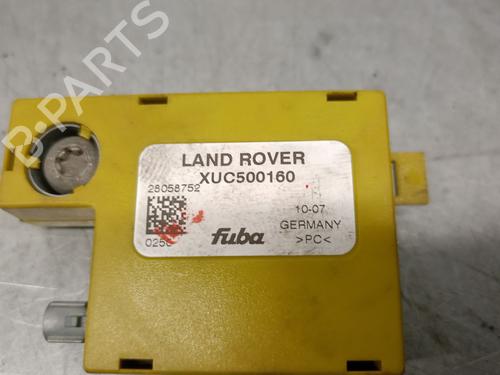 B-PARTS
LAND ROVER
XUC500160
28058752
10-07
GERMANY
>PC<
fuba